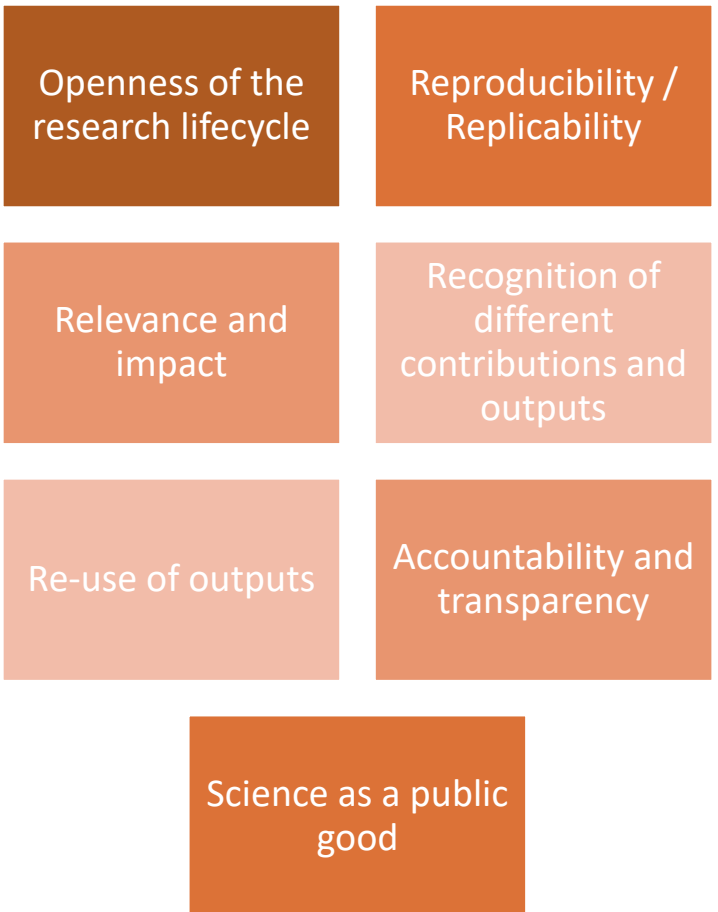 Openness of the
research lifecycle
Reproducibility /
Replicability
Relevance and
impact
Recognition of
different
contributions and
outputs
Re-use of outputs
Accountability and
transparency
Science as a public
good